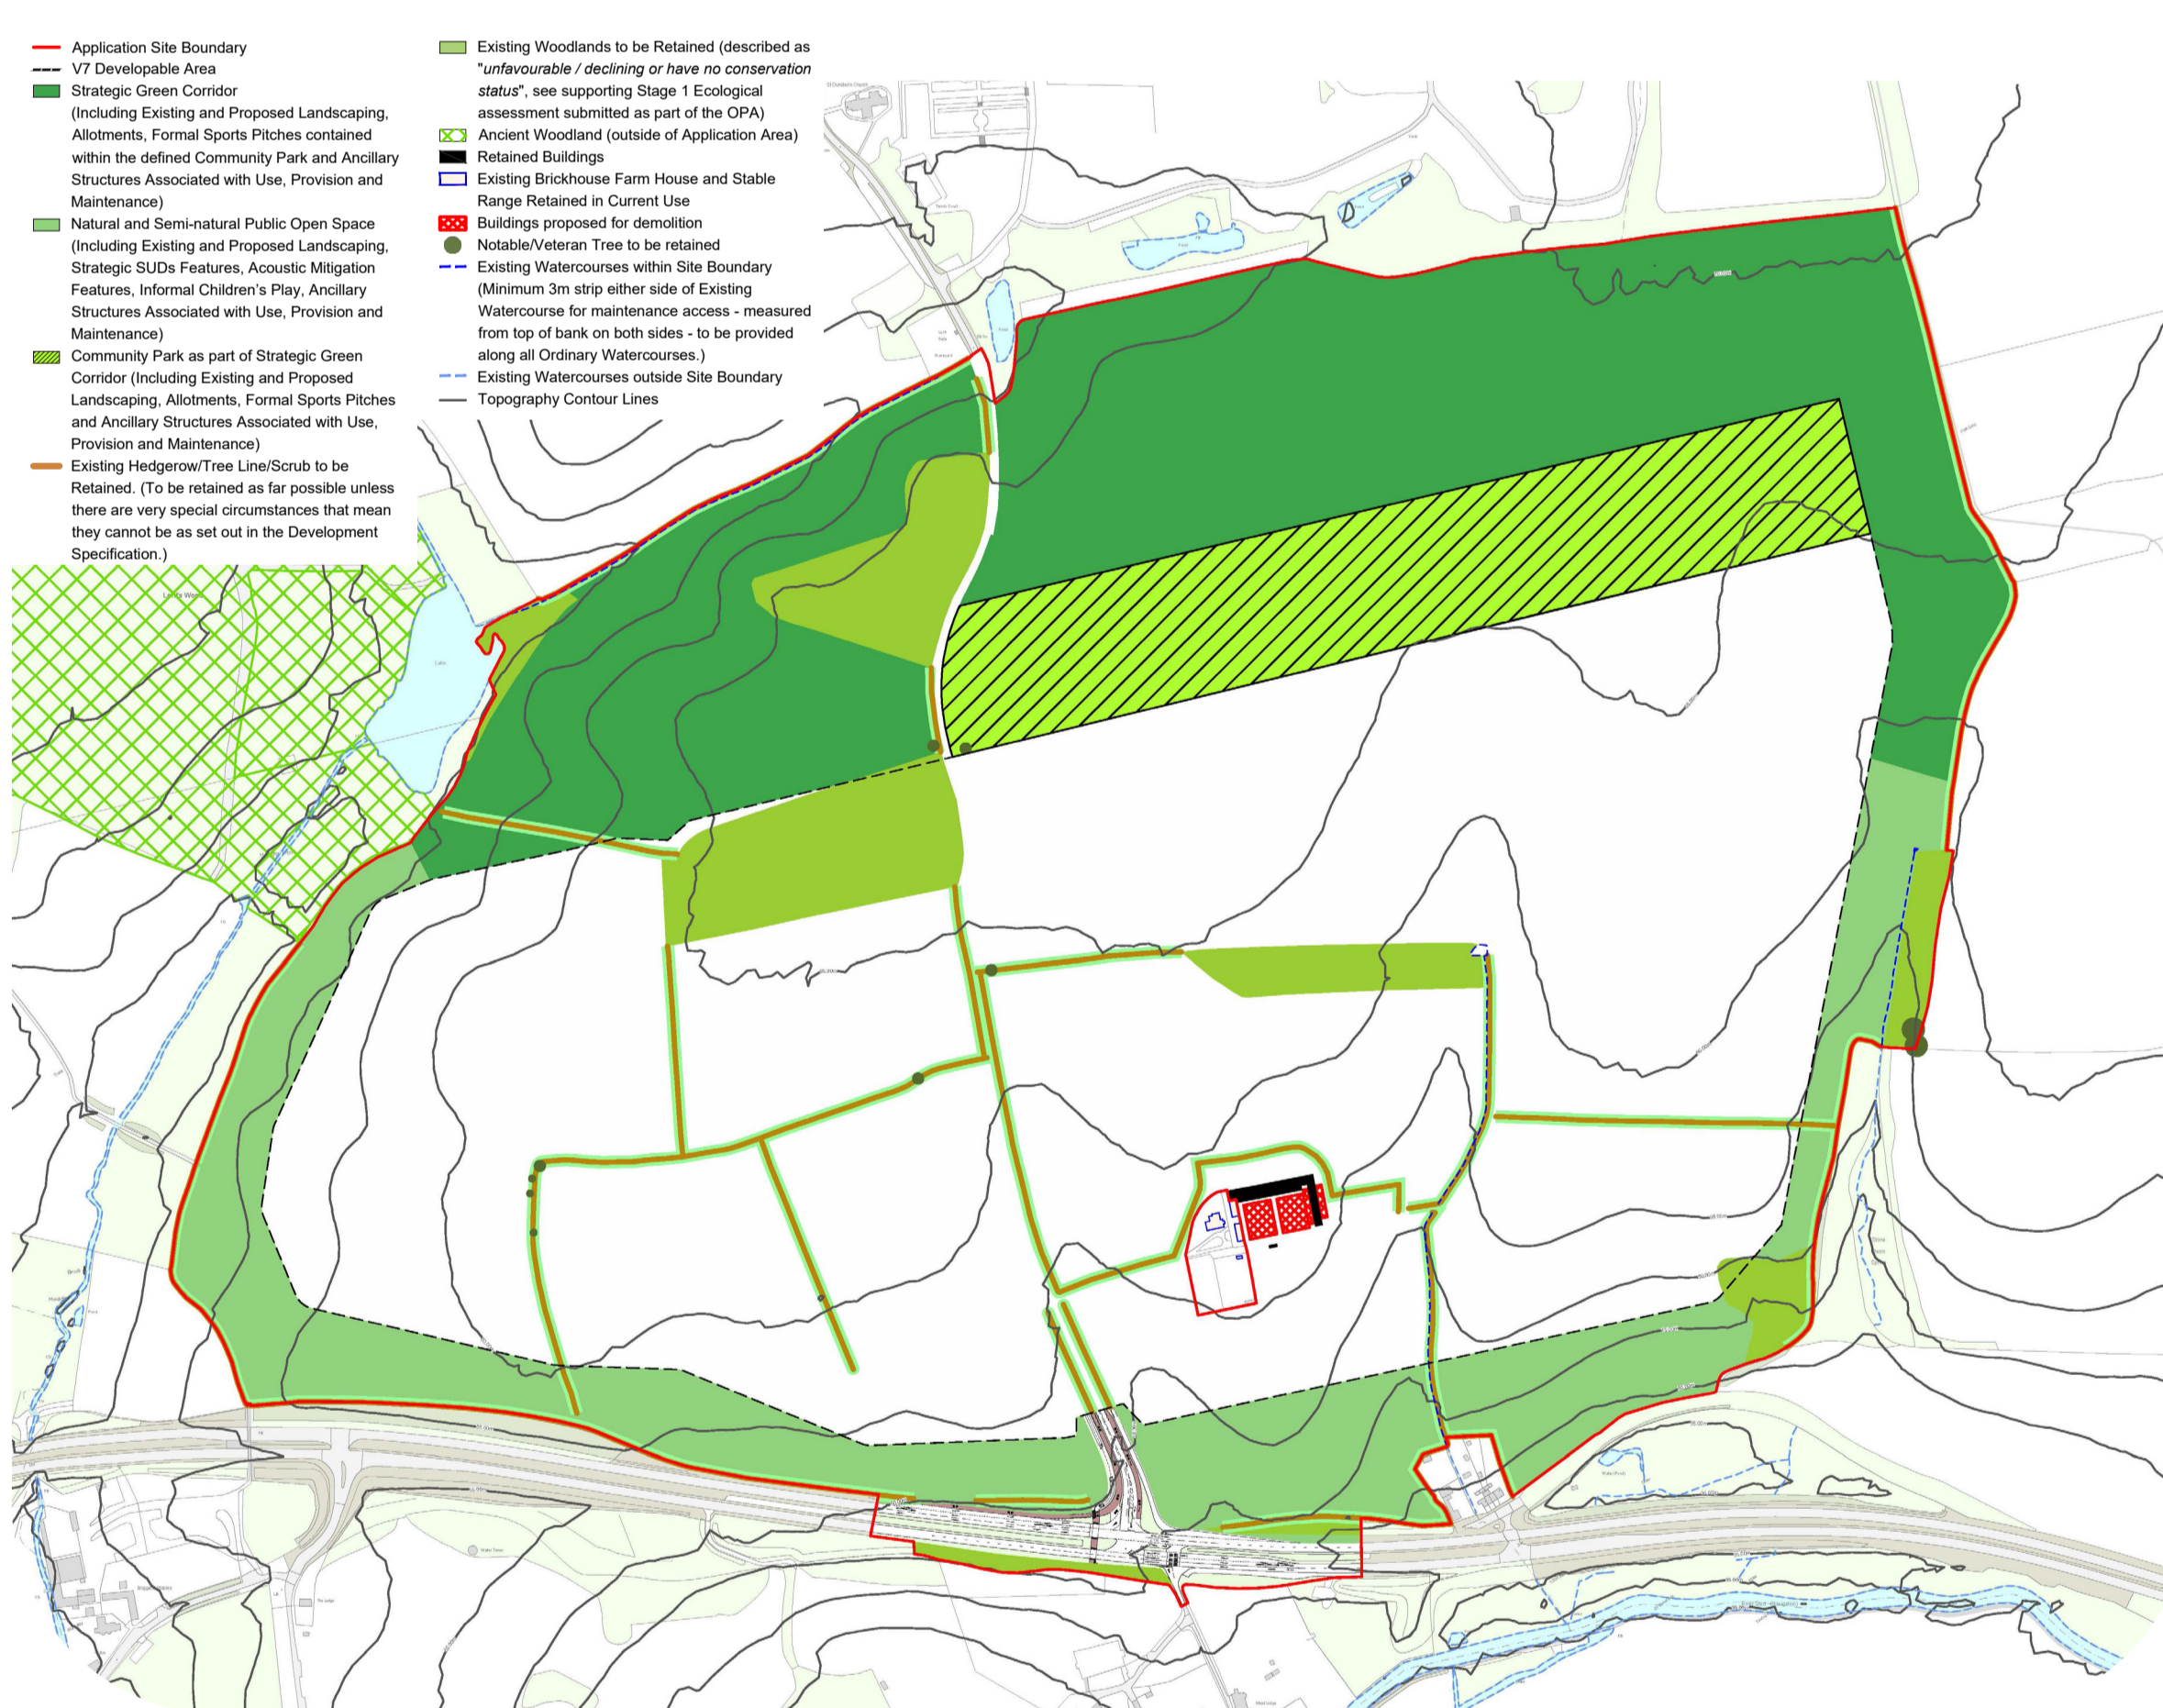 Application Site Boundary
V7 Developable Area
Strategic Green Corridor
(Including Existing and Proposed Landscaping,
Allotments, Formal Sports Pitches contained
within the defined Community Park and Ancillary
Structures Associated with Use, Provision and
Maintenance)
Natural and Semi-natural Public Open Space
(Including Existing and Proposed Landscaping,
Strategic SUDs Features, Acoustic Mitigation
Features, Informal Children's Play, Ancillary
Structures Associated with Use, Provision and
Maintenance)
Community Park as part of Strategic Green
Corridor (Including Existing and Proposed
Landscaping, Allotments, Formal Sports Pitches
and Ancillary Structures Associated with Use,
Provision and Maintenance)
Existing Hedgerow/Tree Line/Scrub to be
Retained. (To be retained as far possible unless
there are very special circumstances that mean
they cannot be as set out in the Development
Specification.)
Existing Woodlands to be Retained (described as
"unfavourable / declining or have no conservation
status", see supporting Stage 1 Ecological
assessment submitted as part of the OPA)
Ancient Woodland (outside of Application Area)
Retained Buildings
Existing Brickhouse Farm House and Stable
Range Retained in Current Use
Buildings proposed for demolition
Notable/Veteran Tree to be retained
Existing Watercourses within Site Boundary
(Minimum 3m strip either side of Existing
Watercourse for maintenance access - measured
from top of bank on both sides - to be provided
along all Ordinary Watercourses.)
Existing Watercourses outside Site Boundary
Topography Contour Lines
St Dunstan's Church
Lake